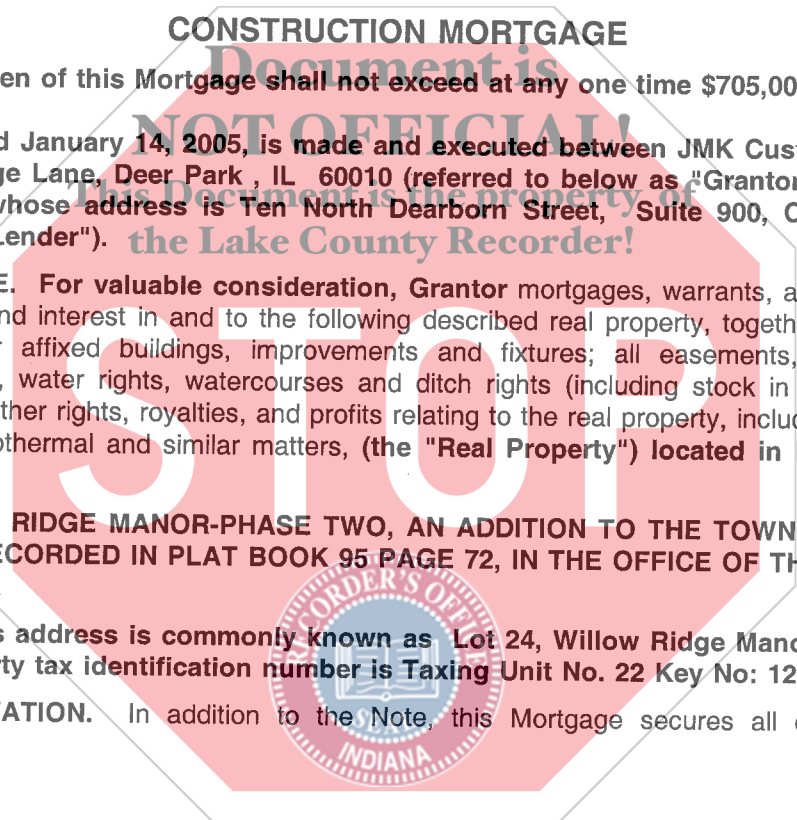 CONSTRUCTION MORTGAGE
Document is
en of this Mortgage shall not exceed at any one time $705,00
NOT OFFICIAL!
d January 14, 2005, is made and executed between JMK Cust
ge Lane, Deer Park , IL 60010 (referred to below as "Grantor
This Document is the property of
whose address is Ten North Dearborn Street, Suite 900, C
Lender").
the Lake County Recorder!
E. For valuable consideration, Grantor mortgages, warrants, a
nd interest in and to the following described real property, togeth
r affixed buildings, improvements and fixtures; all easements,
, water rights, watercourses and ditch rights (including stock in
ther rights, royalties, and profits relating to the real property, includ
othermal and similar matters, (the "Real Property") located in
STOP
RIDGE MANOR-PHASE TWO, AN ADDITION TO THE TOWN
ECORDED IN PLAT BOOK 95 PAGE 72, IN THE OFFICE OF TH
s address is commonly known as Lot 24, Willow Ridge Mano
rty tax identification number is Taxing Unit No. 22 Key No: 12
TATION. In addition to the Note, this Mortgage secures all
RECORDER'S OFFICE
SEAL
INDIANA